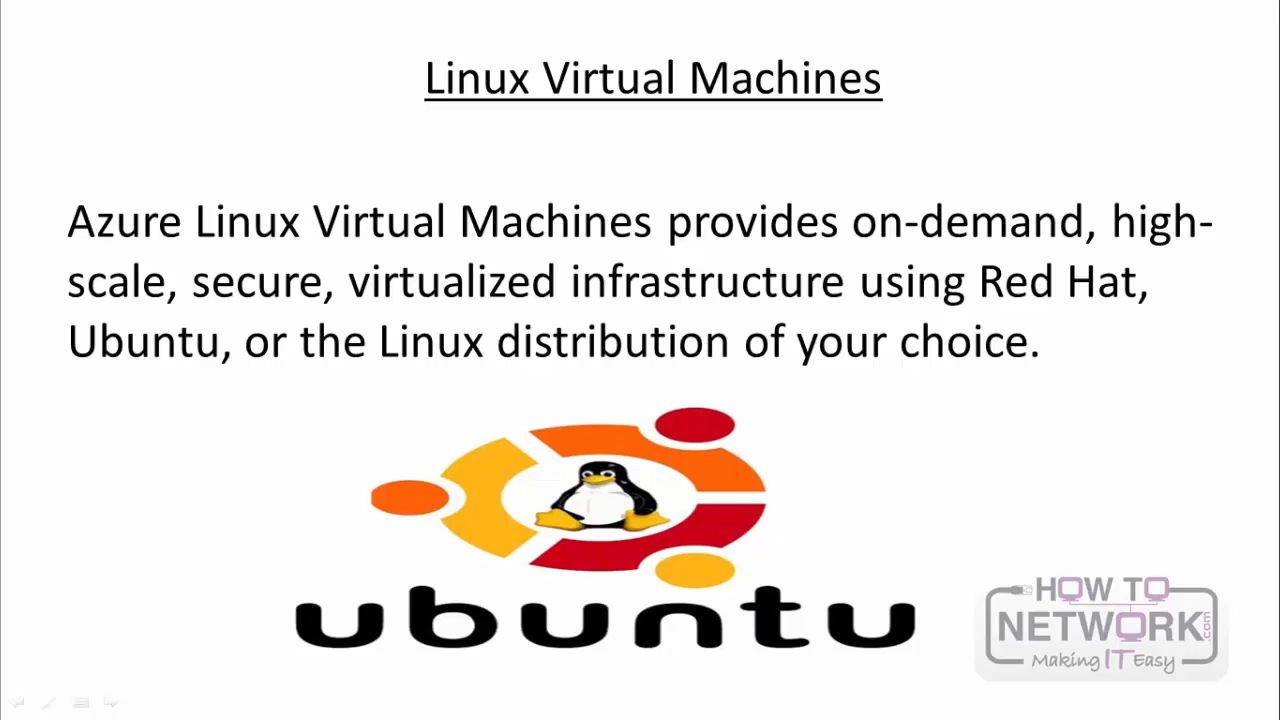 Linux Virtual Machines
Azure Linux Virtual Machines provides on-demand, high-
scale, secure, virtualized infrastructure using Red Hat,
Ubuntu, or the Linux distribution of your choice.
ubuntu
HOW TO
NETWORK.com
Making IT Easy